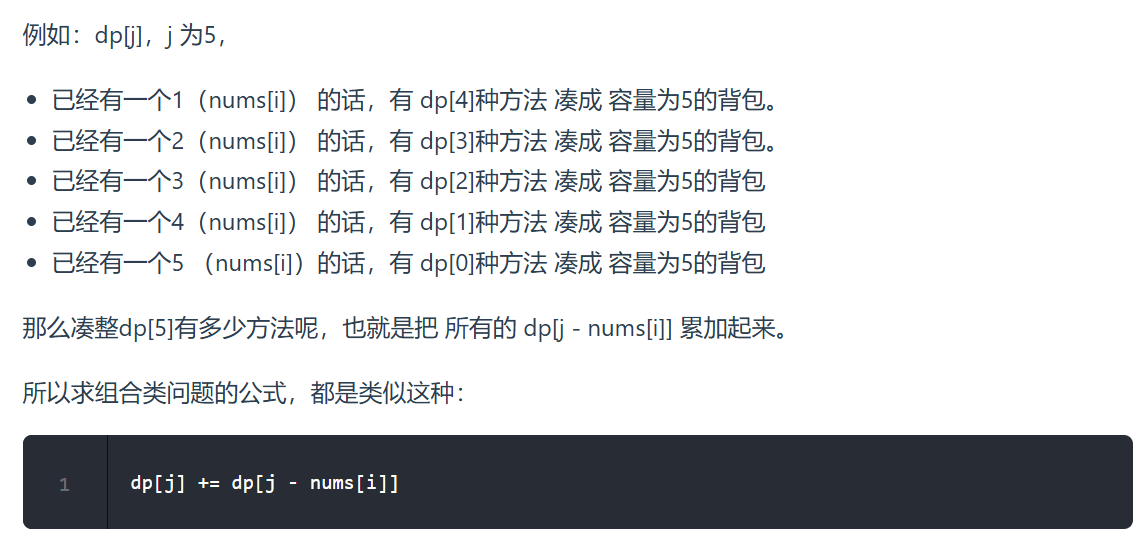 例如：dp[j]，j 为5，
已经有一个1（nums[i]） 的话，有 dp[4]种方法 凑成 容量为5的背包。
已经有一个2（nums[i]） 的话，有 dp[3]种方法 凑成 容量为5的背包。
已经有一个3（nums[i]） 的话，有 dp[2]种方法 凑成 容量为5的背包
已经有一个4（nums[i]） 的话，有 dp[1]种方法 凑成 容量为5的背包
已经有一个5 （nums[i]）的话，有 dp[0]种方法 凑成 容量为5的背包
那么凑整dp[5]有多少方法呢，也就是把 所有的 dp[j - nums[i]] 累加起来。
所以求组合类问题的公式，都是类似这种：
1 dp[j] += dp[j - nums[i]]